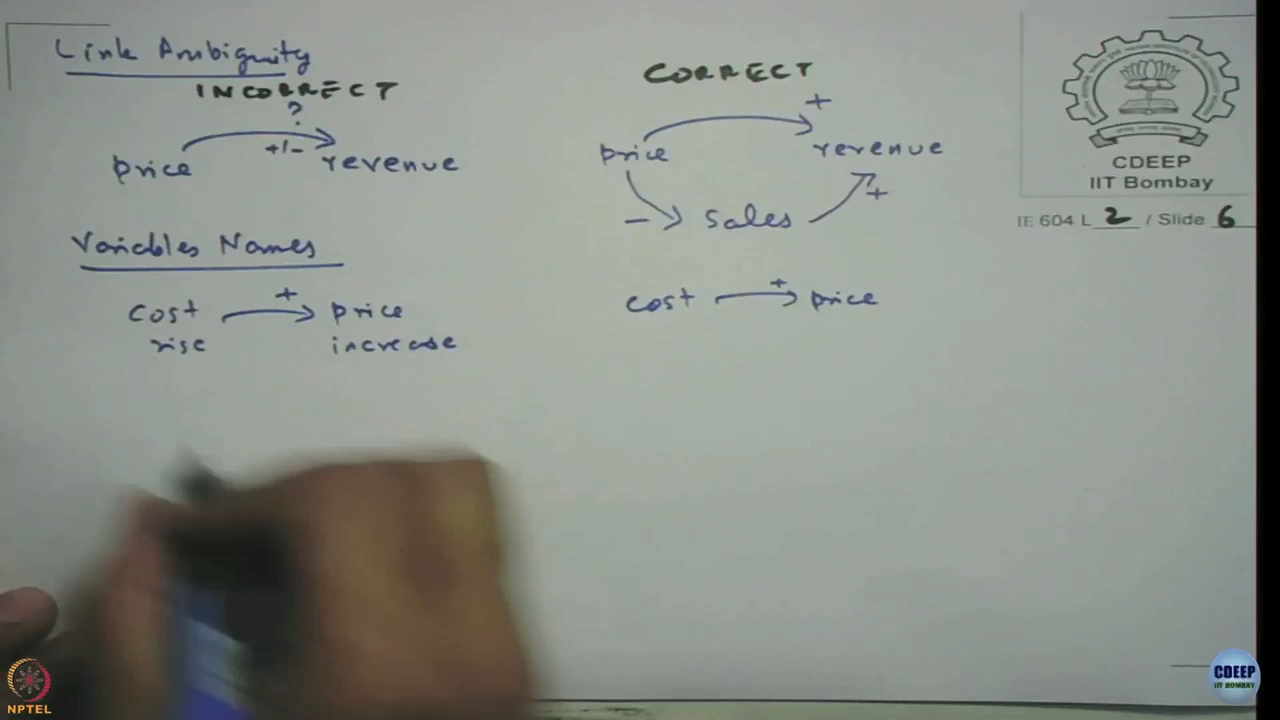 Link Ambiguity
INCORRECT
?
+/-
price revenue
CORRECT
+
price revenue
- sales +
Variables Names
+
cost price
rise increase
+
cost price
CDEEP
IIT Bombay
IE 604 L 2 / Slide 6
NPTEL
CDEEP
IIT BOMBAY